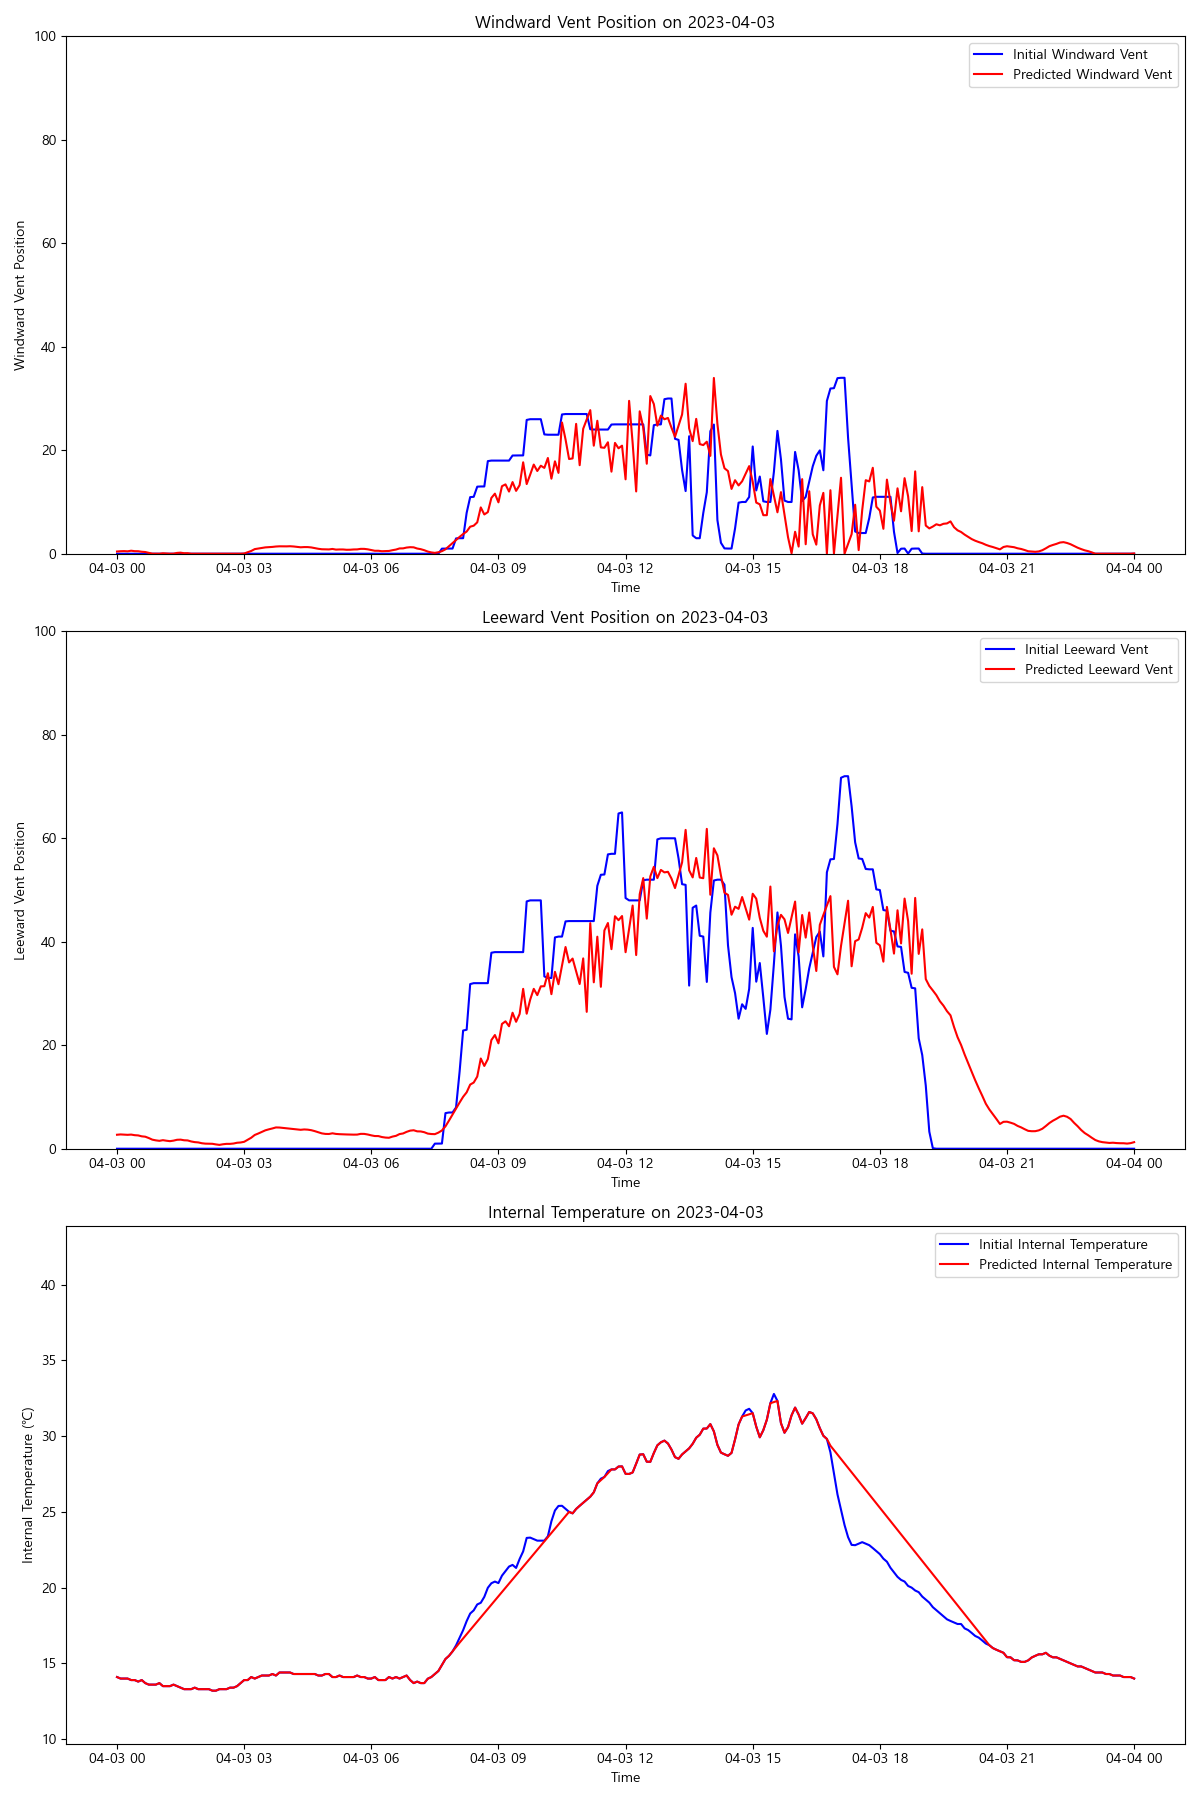 Windward Vent Position on 2023-04-03
Initial Windward Vent
Predicted Windward Vent
Windward Vent Position
100
80
60
40
20
0
04-03 00 04-03 03 04-03 06 04-03 09 04-03 12 04-03 15 04-03 18 04-03 21 04-04 00
Time
Leeward Vent Position on 2023-04-03
Initial Leeward Vent
Predicted Leeward Vent
Leeward Vent Position
100
80
60
40
20
0
04-03 00 04-03 03 04-03 06 04-03 09 04-03 12 04-03 15 04-03 18 04-03 21 04-04 00
Time
Internal Temperature on 2023-04-03
Initial Internal Temperature
Predicted Internal Temperature
Internal Temperature (℃)
40
35
30
25
20
15
10
04-03 00 04-03 03 04-03 06 04-03 09 04-03 12 04-03 15 04-03 18 04-03 21 04-04 00
Time